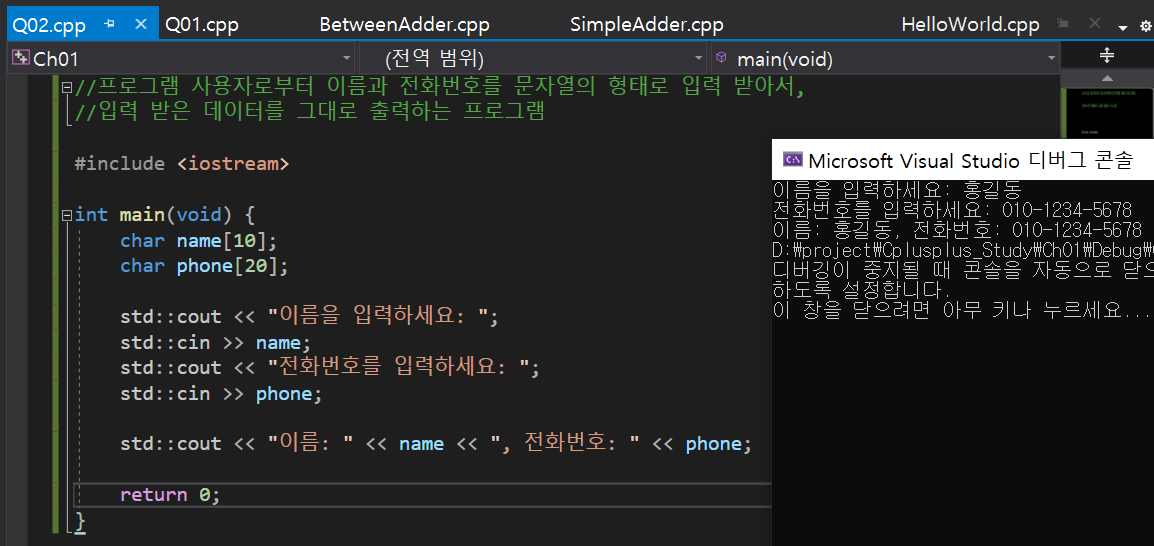 Q02.cpp Q01.cpp BetweenAdder.cpp SimpleAdder.cpp HelloWorld.cpp
Ch01 (전역 범위) main(void)
//프로그램 사용자로부터 이름과 전화번호를 문자열의 형태로 입력 받아서,
//입력 받은 데이터를 그대로 출력하는 프로그램
#include <iostream>
int main(void) {
char name[10];
char phone[20];
std::cout << "이름을 입력하세요: ";
std::cin >> name;
std::cout << "전화번호를 입력하세요: ";
std::cin >> phone;
std::cout << "이름: " << name << ", 전화번호: " << phone;
return 0;
}
Microsoft Visual Studio 디버그 콘솔
이름을 입력하세요: 홍길동
전화번호를 입력하세요: 010-1234-5678
이름: 홍길동, 전화번호: 010-1234-5678
D:₩project₩Cplusplus_Study₩Ch01₩Debug₩
디버깅이 중지될 때 콘솔을 자동으로 닫으
하도록 설정합니다.
이 창을 닫으려면 아무 키나 누르세요...